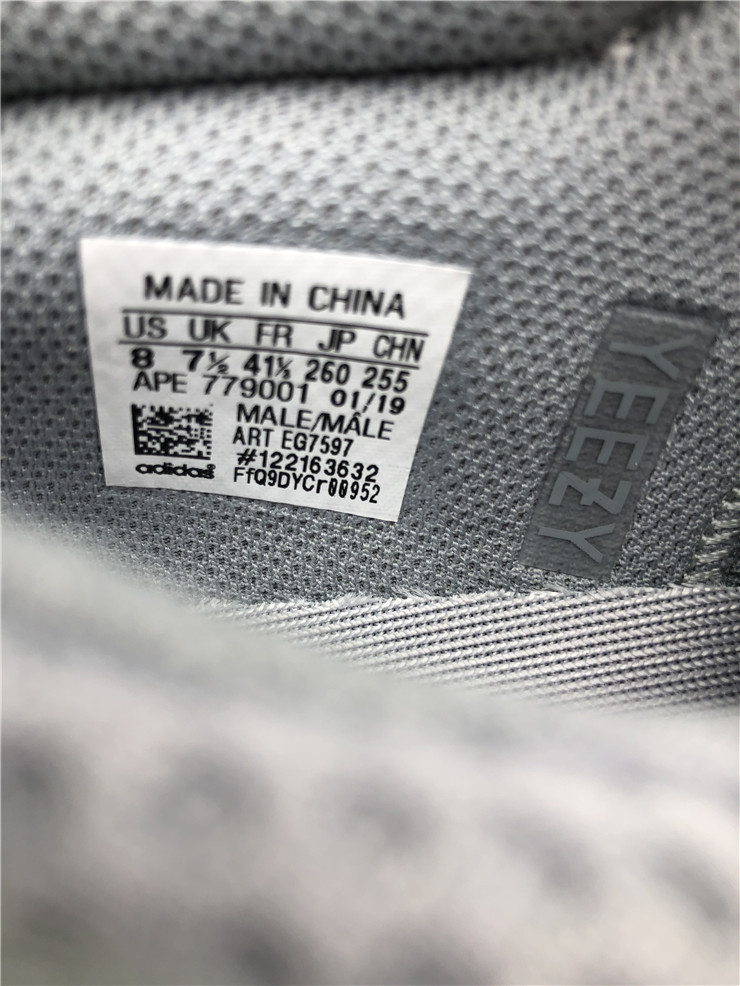 MADE IN CHINA
US UK FR JP CHN
8 7½ 41⅓ 260 255
APE 779001 01/19
MALE/MÂLE
ART EG7597
#122163632
FfQ9DYCr00952
adidas
YEEZY